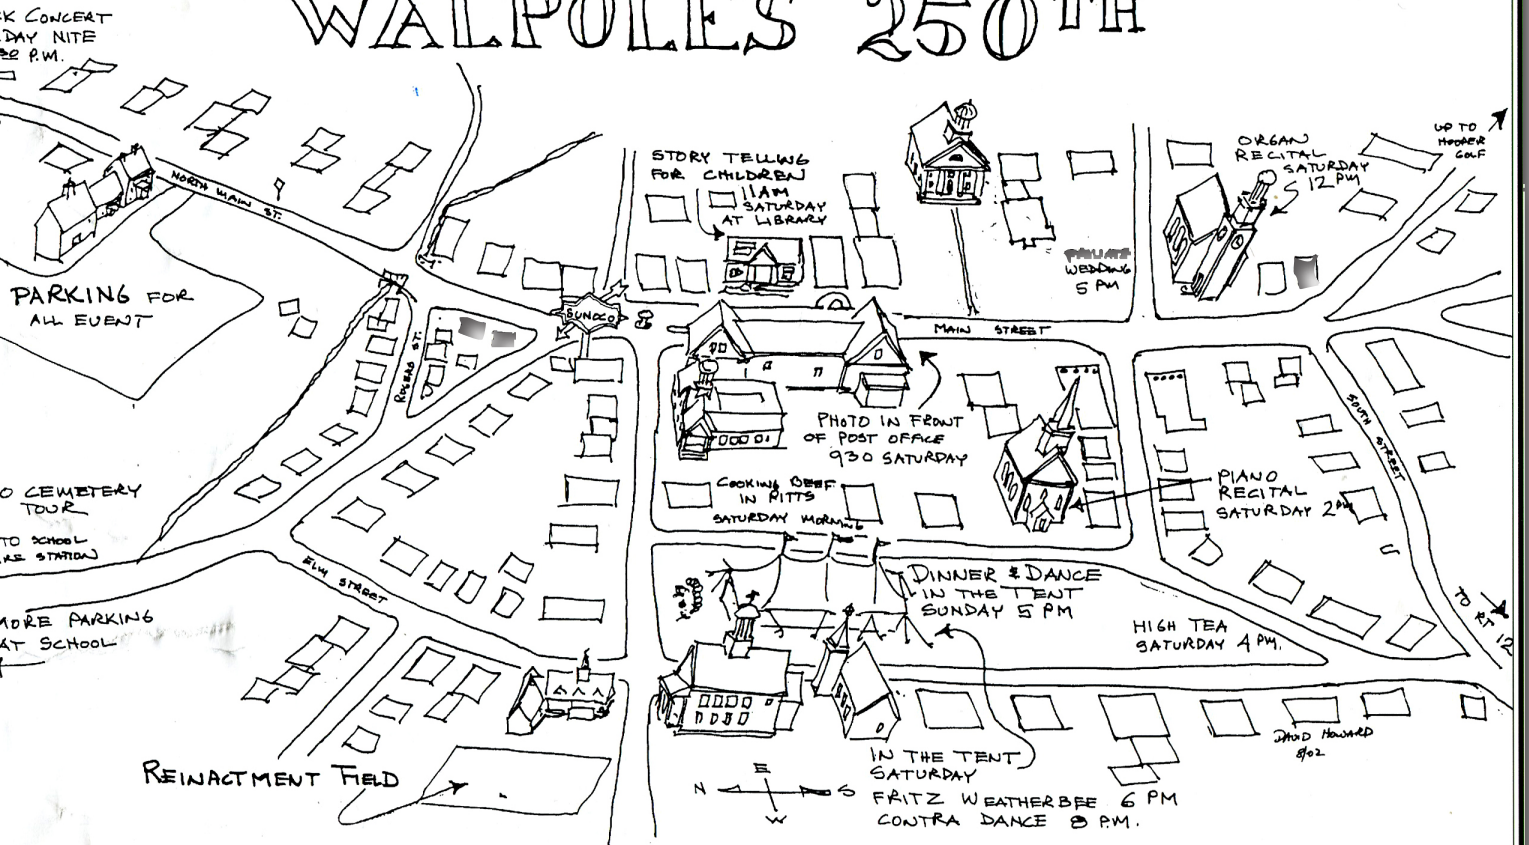 WALPOLES 250TH
CK CONCERT
DAY NITE
30 P.M.
NORTH MAIN ST.
PARKING FOR
ALL EVENT
STORY TELLING
FOR CHILDREN
11AM
SATURDAY
AT LIBRARY
ORGAN
RECITAL
SATURDAY
12 PM
UP TO
HOOPER
GOLF
PRIVATE
WEDDING
5 PM
SUNOCO
MAIN STREET
ROGERS ST.
PHOTO IN FRONT
OF POST OFFICE
930 SATURDAY
SOUTH STREET
COOKING BEEF
IN PITTS
SATURDAY MORNING
PIANO
RECITAL
SATURDAY 2PM
O CEMETERY
TOUR
TO SCHOOL
IRE STATION
ELM STREET
DINNER & DANCE
IN THE TENT
SUNDAY 5 PM
MORE PARKING
AT SCHOOL
HIGH TEA
SATURDAY 4 PM.
TO RT 12
DAVID HOWARD
8/02
REINACTMENT FIELD
IN THE TENT
SATURDAY
FRITZ WEATHERBEE 6 PM
CONTRA DANCE 8 P.M.
E
N S
W